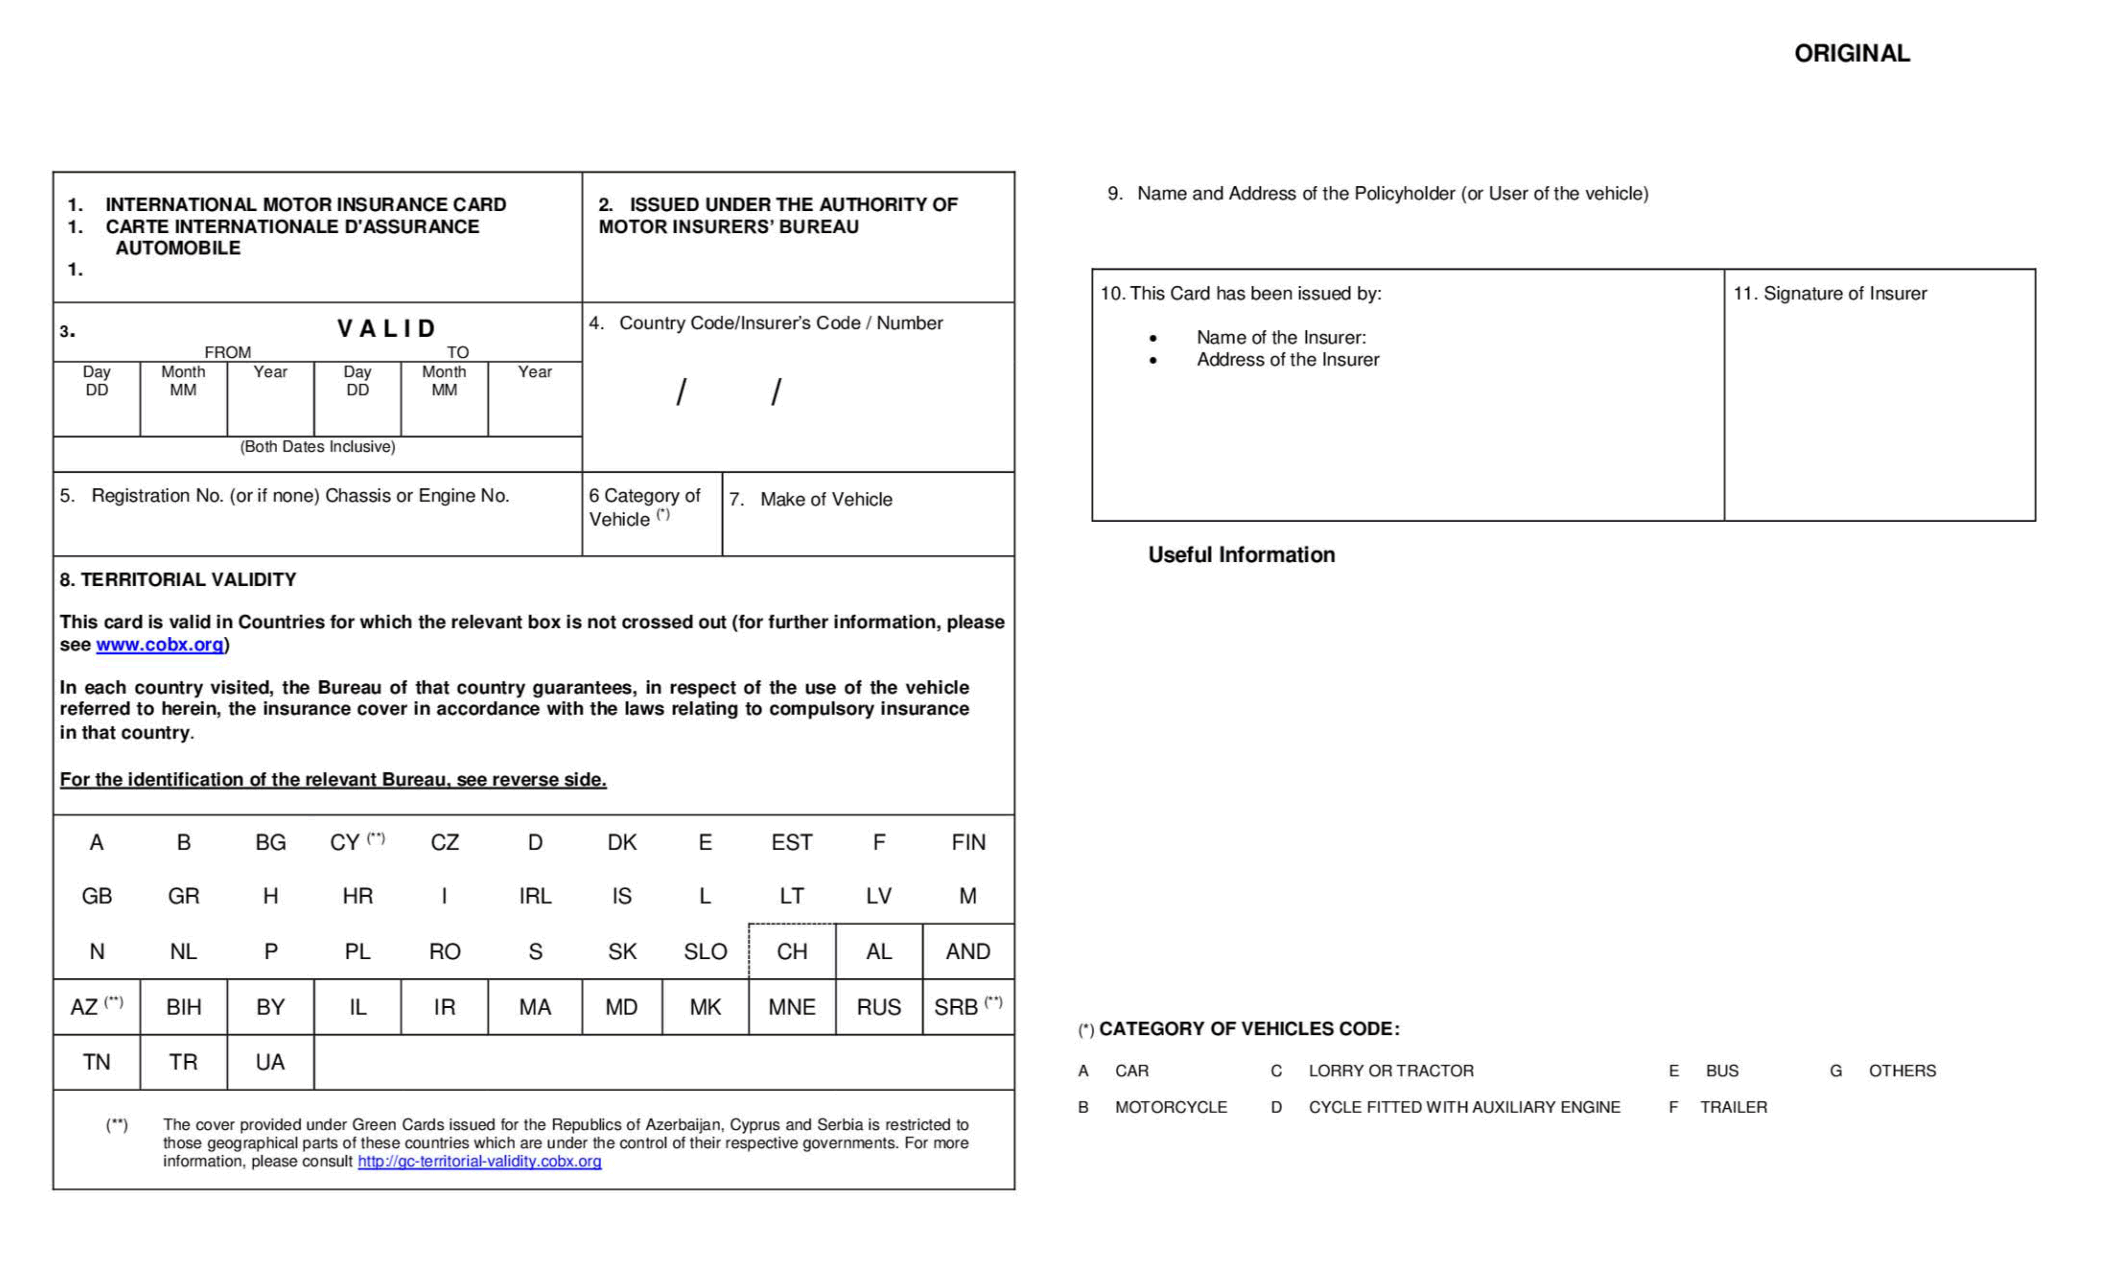 ORIGINAL
1. INTERNATIONAL MOTOR INSURANCE CARD
1. CARTE INTERNATIONALE D'ASSURANCE
AUTOMOBILE
1.
2. ISSUED UNDER THE AUTHORITY OF
MOTOR INSURERS' BUREAU
3. VALID
FROM TO
Day Month Year Day Month Year
DD MM DD MM
(Both Dates Inclusive)
4. Country Code/Insurer's Code / Number
/ /
5. Registration No. (or if none) Chassis or Engine No.
6 Category of
Vehicle (*)
7. Make of Vehicle
8. TERRITORIAL VALIDITY
This card is valid in Countries for which the relevant box is not crossed out (for further information, please
see www.cobx.org)
In each country visited, the Bureau of that country guarantees, in respect of the use of the vehicle
referred to herein, the insurance cover in accordance with the laws relating to compulsory insurance
in that country.
For the identification of the relevant Bureau, see reverse side.
A B BG CY (**) CZ D DK E EST F FIN
GB GR H HR I IRL IS L LT LV M
N NL P PL RO S SK SLO CH AL AND
AZ (**) BIH BY IL IR MA MD MK MNE RUS SRB (**)
TN TR UA
(**) The cover provided under Green Cards issued for the Republics of Azerbaijan, Cyprus and Serbia is restricted to
those geographical parts of these countries which are under the control of their respective governments. For more
information, please consult http://gc-territorial-validity.cobx.org
9. Name and Address of the Policyholder (or User of the vehicle)
10. This Card has been issued by:
• Name of the Insurer:
• Address of the Insurer
11. Signature of Insurer
Useful Information
(*) CATEGORY OF VEHICLES CODE:
A CAR C LORRY OR TRACTOR E BUS G OTHERS
B MOTORCYCLE D CYCLE FITTED WITH AUXILIARY ENGINE F TRAILER